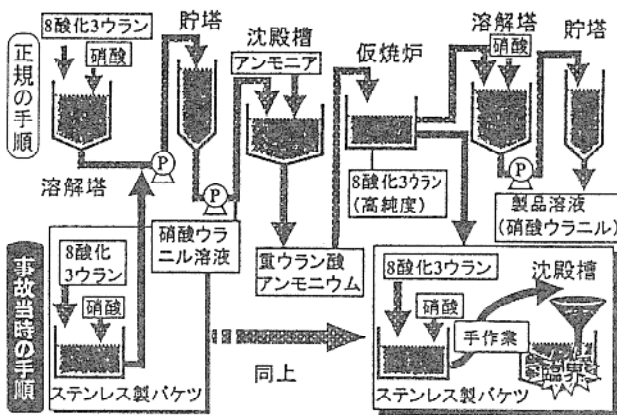 正規の手順
8酸化3ウラン
硝酸
溶解塔
P
貯塔
P
硝酸ウラ
ニル溶液
沈殿槽
アンモニア
重ウラン酸
アンモニウム
仮焼炉
8酸化3ウラン
(高純度)
溶解塔
硝酸
P
貯塔
製品溶液
(硝酸ウラニル)
事故当時の手順
8酸化
3ウラン
硝酸
ステンレス製バケツ
同上
8酸化3ウラン
硝酸
ステンレス製バケツ
手作業
沈殿槽
臨界